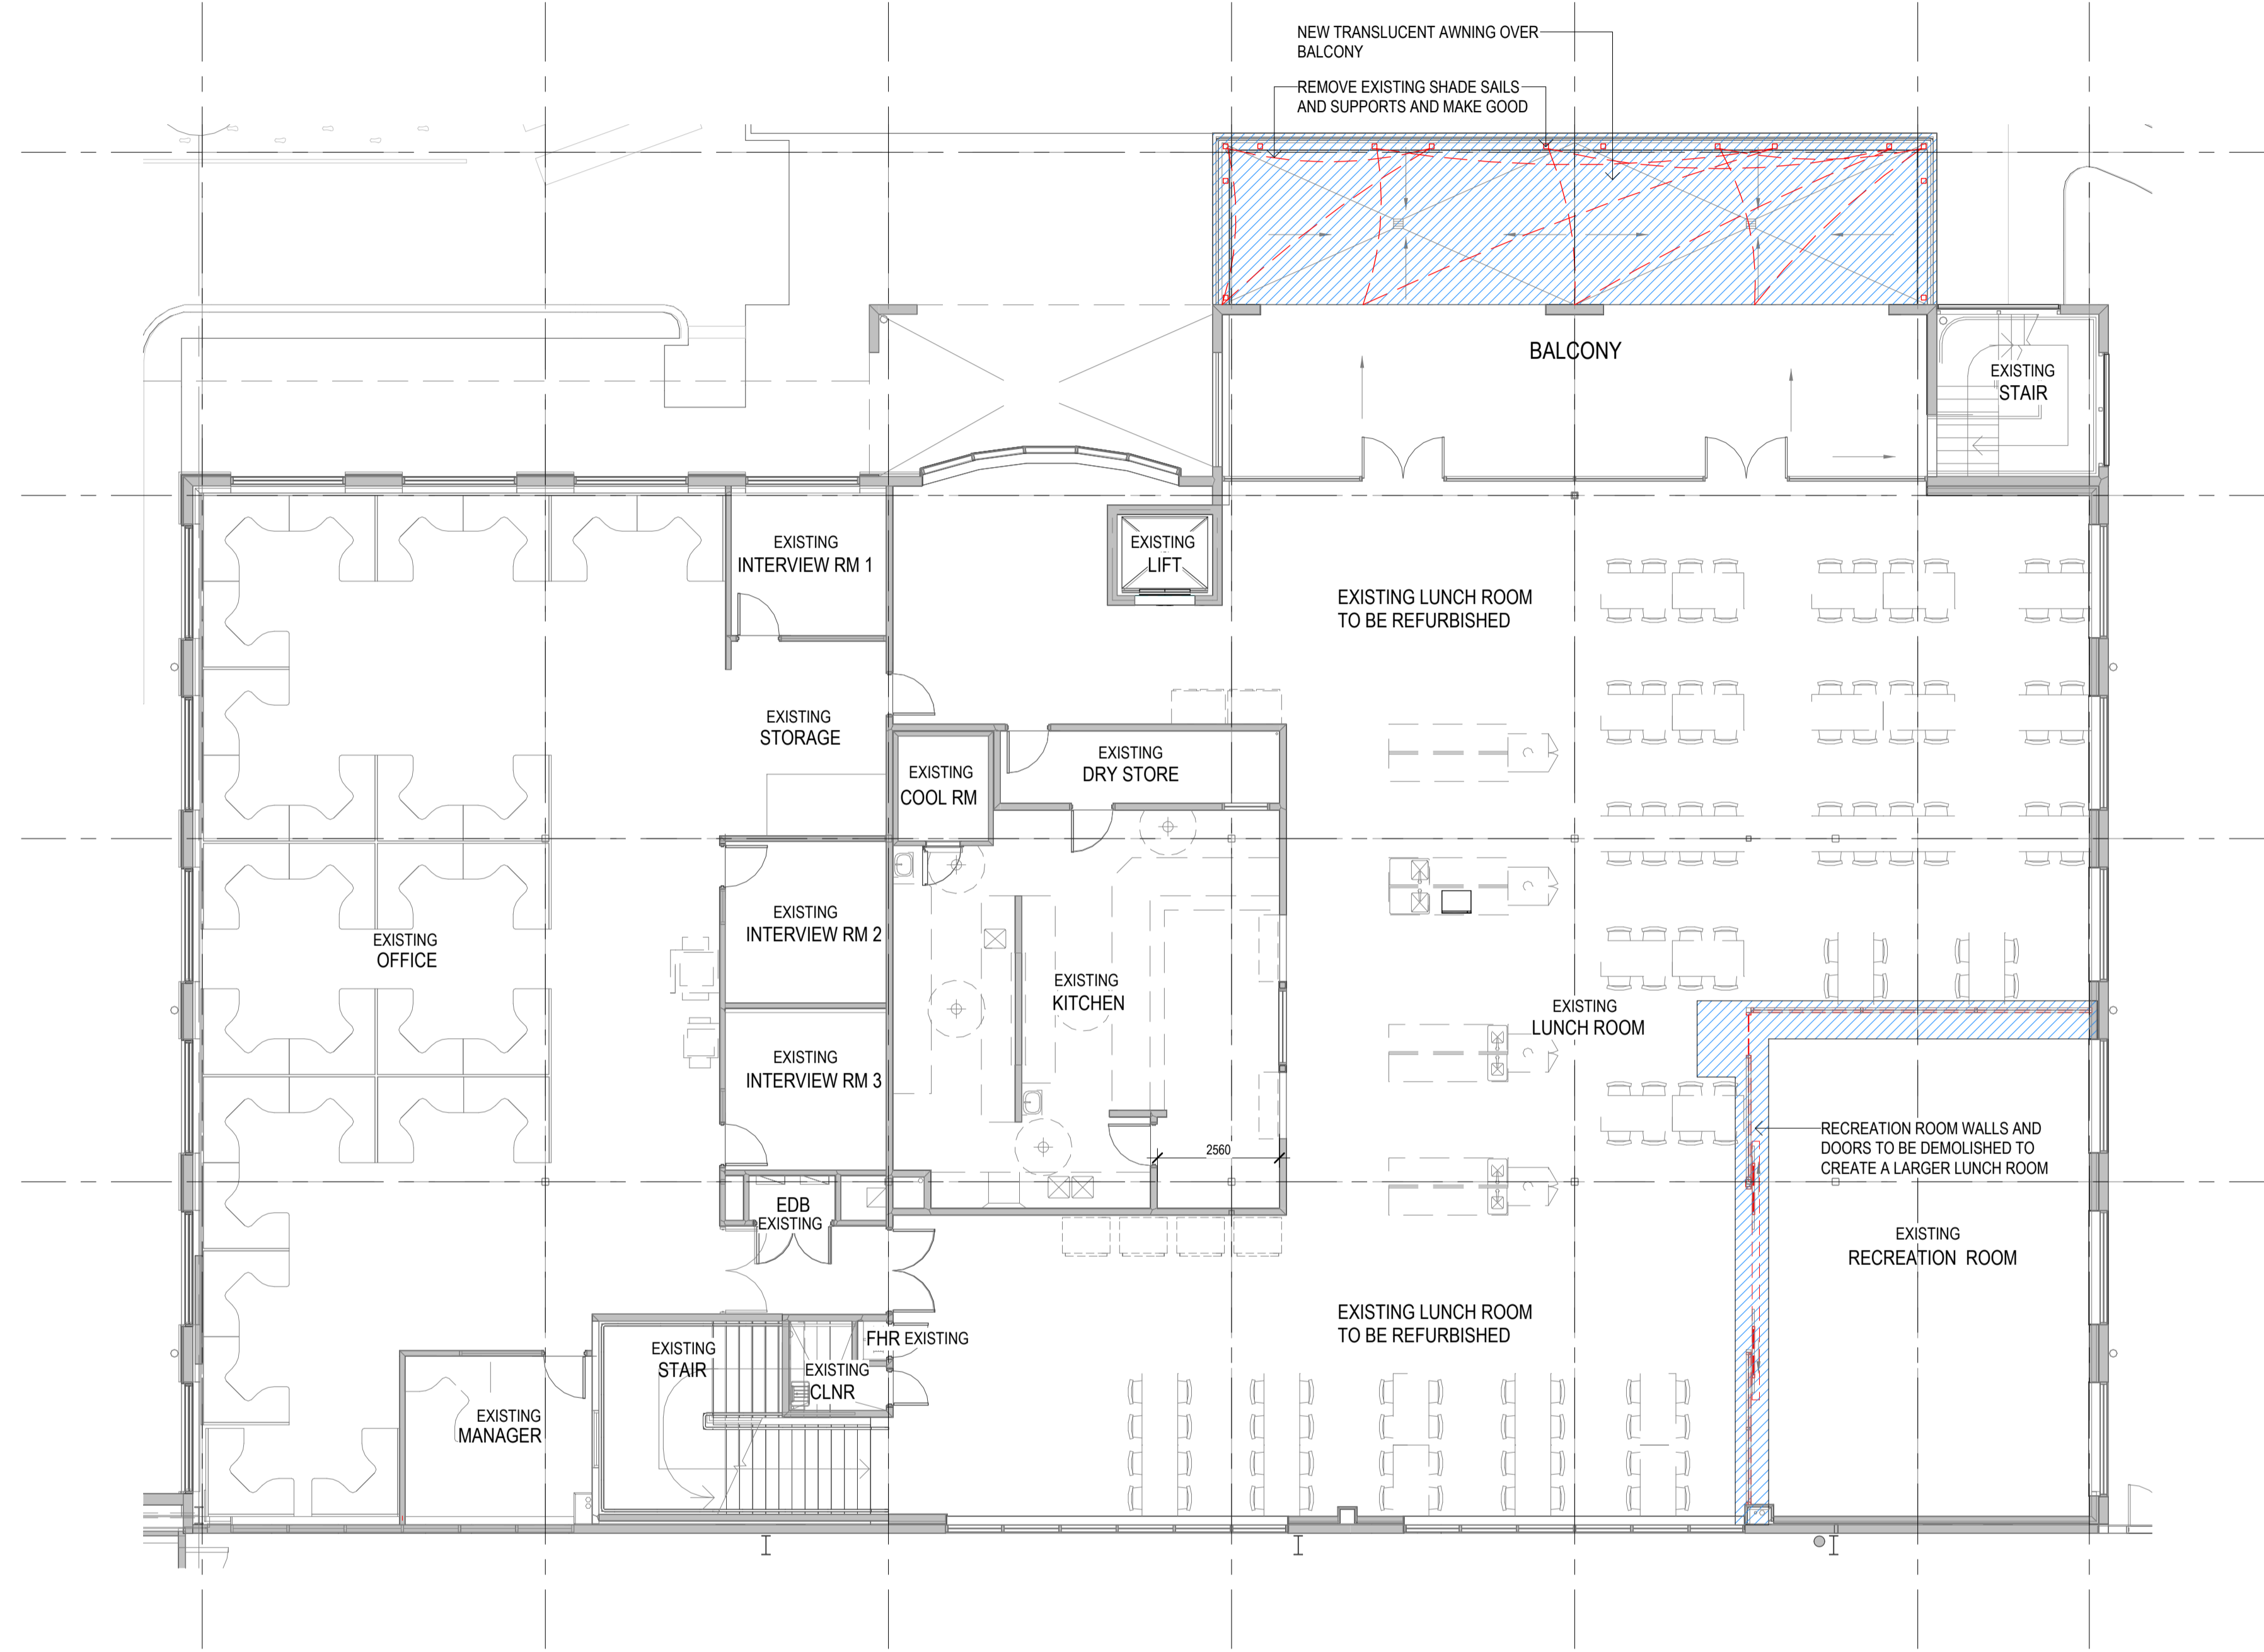 NEW TRANSLUCENT AWNING OVER
BALCONY
REMOVE EXISTING SHADE SAILS
AND SUPPORTS AND MAKE GOOD
BALCONY
EXISTING
STAIR
EXISTING
INTERVIEW RM 1
EXISTING
LIFT
EXISTING LUNCH ROOM
TO BE REFURBISHED
EXISTING
STORAGE
EXISTING
COOL RM
EXISTING
DRY STORE
EXISTING
INTERVIEW RM 2
EXISTING
OFFICE
EXISTING
KITCHEN
EXISTING
LUNCH ROOM
EXISTING
INTERVIEW RM 3
2560
RECREATION ROOM WALLS AND
DOORS TO BE DEMOLISHED TO
CREATE A LARGER LUNCH ROOM
EDB
EXISTING
EXISTING
RECREATION ROOM
EXISTING LUNCH ROOM
TO BE REFURBISHED
FHR EXISTING
EXISTING
STAIR
EXISTING
CLNR
EXISTING
MANAGER